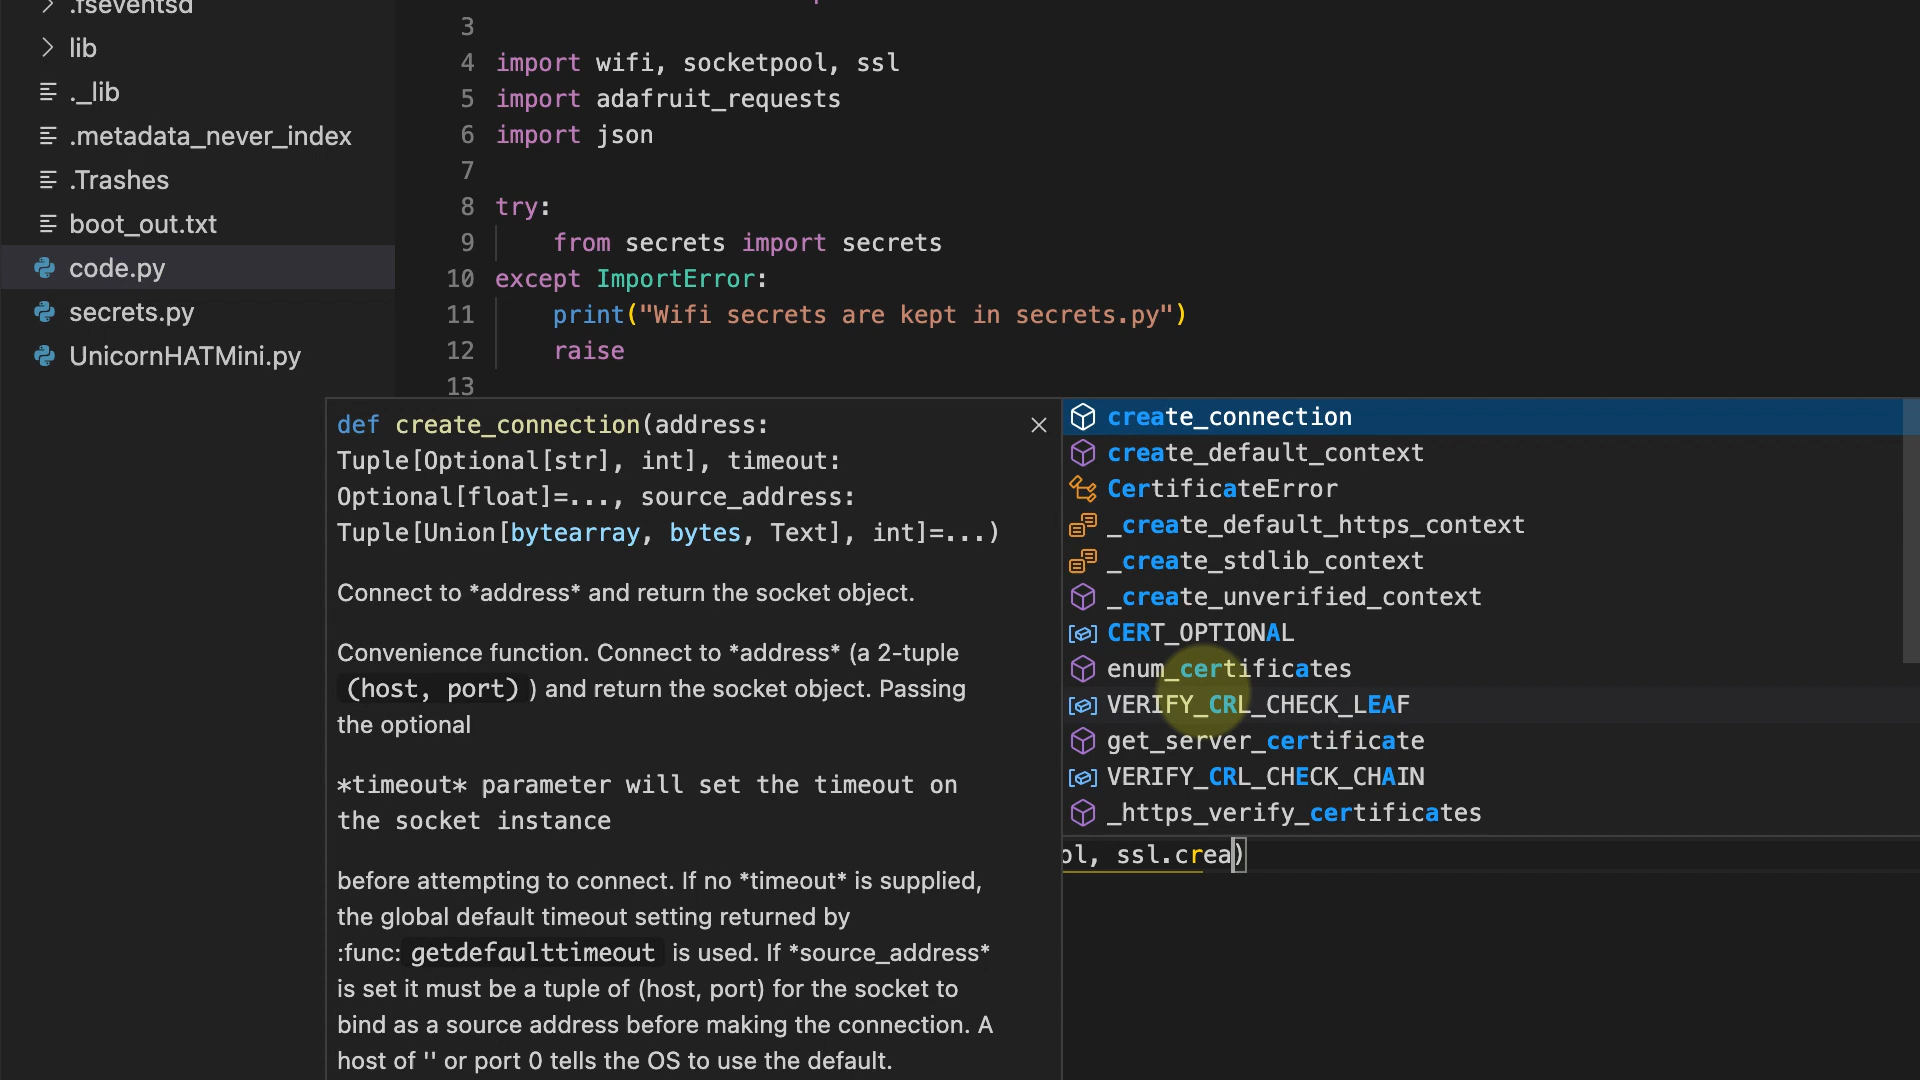 .fseventsd
lib
._lib
.metadata_never_index
.Trashes
boot_out.txt
code.py
secrets.py
UnicornHATMini.py
3
4 import wifi, socketpool, ssl
5 import adafruit_requests
6 import json
7
8 try:
9 from secrets import secrets
10 except ImportError:
11 print("Wifi secrets are kept in secrets.py")
12 raise
13
def create_connection(address:
Tuple[Optional[str], int], timeout:
Optional[float]=..., source_address:
Tuple[Union[bytearray, bytes, Text], int]=...)
Connect to *address* and return the socket object.
Convenience function. Connect to *address* (a 2-tuple
(host, port) ) and return the socket object. Passing
the optional
*timeout* parameter will set the timeout on
the socket instance
before attempting to connect. If no *timeout* is supplied,
the global default timeout setting returned by
:func: getdefaulttimeout is used. If *source_address*
is set it must be a tuple of (host, port) for the socket to
bind as a source address before making the connection. A
host of '' or port 0 tells the OS to use the default.
create_connection
create_default_context
CertificateError
_create_default_https_context
_create_stdlib_context
_create_unverified_context
CERT_OPTIONAL
enum_certificates
VERIFY_CRL_CHECK_LEAF
get_server_certificate
VERIFY_CRL_CHECK_CHAIN
_https_verify_certificates
ol, ssl.crea)